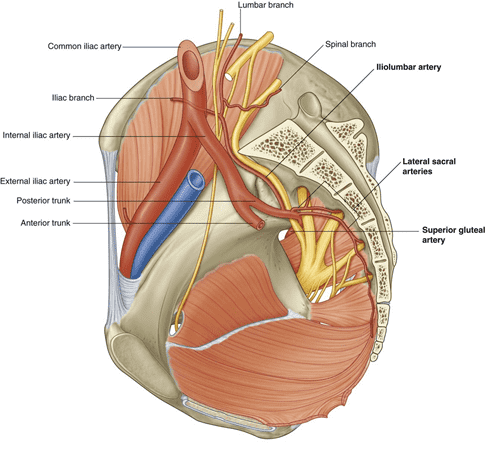 Lumbar branch
Common iliac artery
Spinal branch
Iliolumbar artery
Iliac branch
Internal iliac artery
Lateral sacral
arteries
External iliac artery
Posterior trunk
Anterior trunk
Superior gluteal
artery